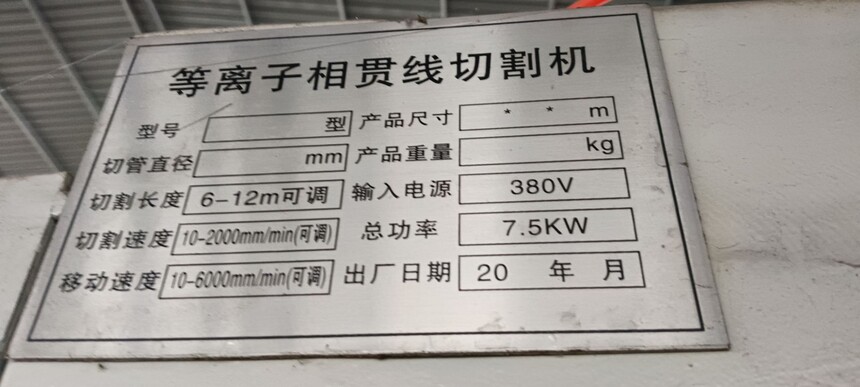 等离子相贯线切割机
型号 型 产品尺寸 * * m
切管直径 mm 产品重量 kg
切割长度 6-12m可调 输入电源 380V
切割速度 10-2000mm/min(可调) 总功率 7.5KW
移动速度 10-6000mm/min(可调) 出厂日期 20 年 月